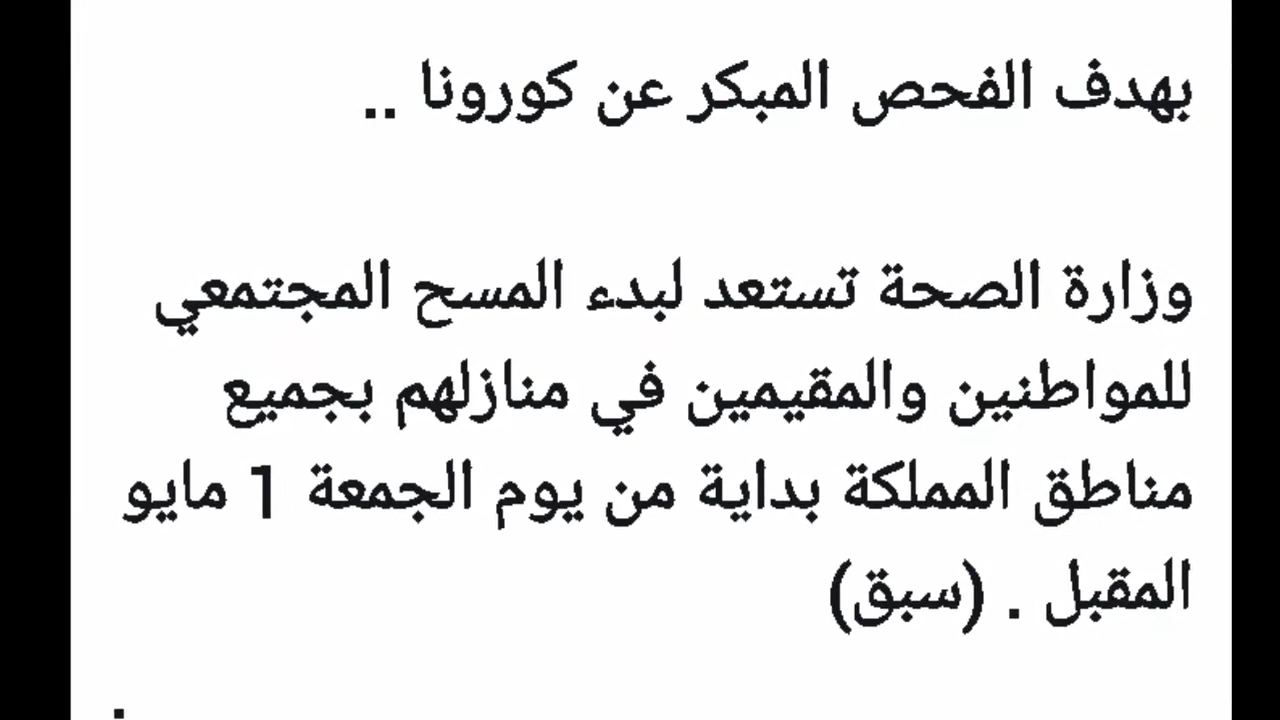 بهدف الفحص المبكر عن كورونا ..
وزارة الصحة تستعد لبدء المسح المجتمعي
للمواطنين والمقيمين في منازلهم بجميع
مناطق المملكة بداية من يوم الجمعة 1 مايو
المقبل . (سبق)
.